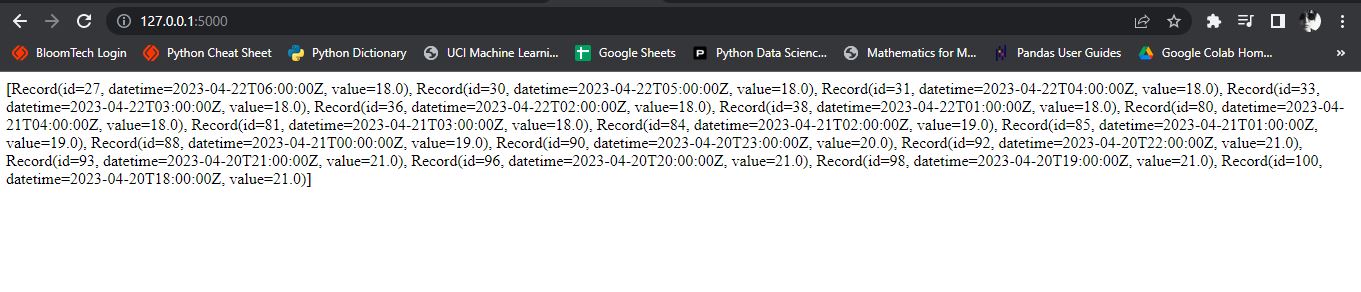 127.0.0.1:5000
BloomTech Login Python Cheat Sheet Python Dictionary UCI Machine Learni... Google Sheets Python Data Scienc... Mathematics for M... Pandas User Guides Google Colab Hom... »
[Record(id=27, datetime=2023-04-22T06:00:00Z, value=18.0), Record(id=30, datetime=2023-04-22T05:00:00Z, value=18.0), Record(id=31, datetime=2023-04-22T04:00:00Z, value=18.0), Record(id=33,
datetime=2023-04-22T03:00:00Z, value=18.0), Record(id=36, datetime=2023-04-22T02:00:00Z, value=18.0), Record(id=38, datetime=2023-04-22T01:00:00Z, value=18.0), Record(id=80, datetime=2023-04-
21T04:00:00Z, value=18.0), Record(id=81, datetime=2023-04-21T03:00:00Z, value=18.0), Record(id=84, datetime=2023-04-21T02:00:00Z, value=19.0), Record(id=85, datetime=2023-04-21T01:00:00Z,
value=19.0), Record(id=88, datetime=2023-04-21T00:00:00Z, value=19.0), Record(id=90, datetime=2023-04-20T23:00:00Z, value=20.0), Record(id=92, datetime=2023-04-20T22:00:00Z, value=21.0),
Record(id=93, datetime=2023-04-20T21:00:00Z, value=21.0), Record(id=96, datetime=2023-04-20T20:00:00Z, value=21.0), Record(id=98, datetime=2023-04-20T19:00:00Z, value=21.0), Record(id=100,
datetime=2023-04-20T18:00:00Z, value=21.0)]